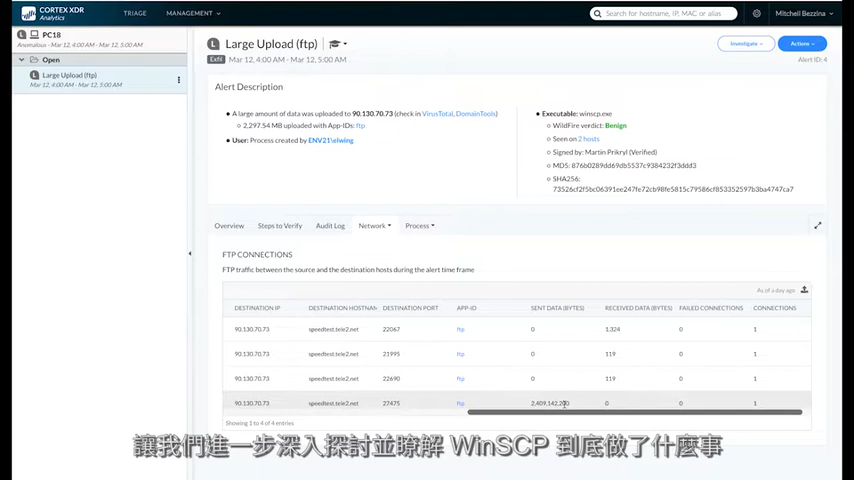 CORTEX XDR
Analytics
TRIAGE
MANAGEMENT
Search for hostname, IP, MAC or alias
Mitchell Bezzina
PC18
Anomalous - Mar 12, 4:00 AM - Mar 12, 5:00 AM
Open
Large Upload (ftp)
Mar 12, 4:00 AM - Mar 12, 5:00 AM
Large Upload (ftp)
Exfil Mar 12, 4:00 AM - Mar 12, 5:00 AM
Investigate
Actions
Alert ID: 4
Alert Description
A large amount of data was uploaded to 90.130.70.73 (check in VirusTotal, DomainTools)
2,297.54 MB uploaded with App-IDs: ftp
User: Process created by ENV21\elwing
Executable: winscp.exe
WildFire verdict: Benign
Seen on 2 hosts
Signed by: Martin Prikryl (Verified)
MD5: 876b0289dd69db5537c9384232f3ddd3
SHA256:
73526cf2f5bc06391ee247fe72cb98fe5815c79586cf853352597b3ba4747ca7
Overview Steps to Verify Audit Log Network Process
FTP CONNECTIONS
FTP traffic between the source and the destination hosts during the alert time frame
As of a day ago
DESTINATION IP DESTINATION HOSTNAM DESTINATION PORT APP-ID SENT DATA (BYTES) RECEIVED DATA (BYTES) FAILED CONNECTIONS CONNECTIONS
90.130.70.73 speedtest.tele2.net 22067 ftp 0 1,324 0 1
90.130.70.73 speedtest.tele2.net 21995 ftp 0 119 0 1
90.130.70.73 speedtest.tele2.net 22690 ftp 0 119 0 1
90.130.70.73 speedtest.tele2.net 27475 ftp 0 0 1
Showing 1 to 4 of 4 entries
讓我們進一步深入探討並瞭解 WinSCP 到底做了什麼事